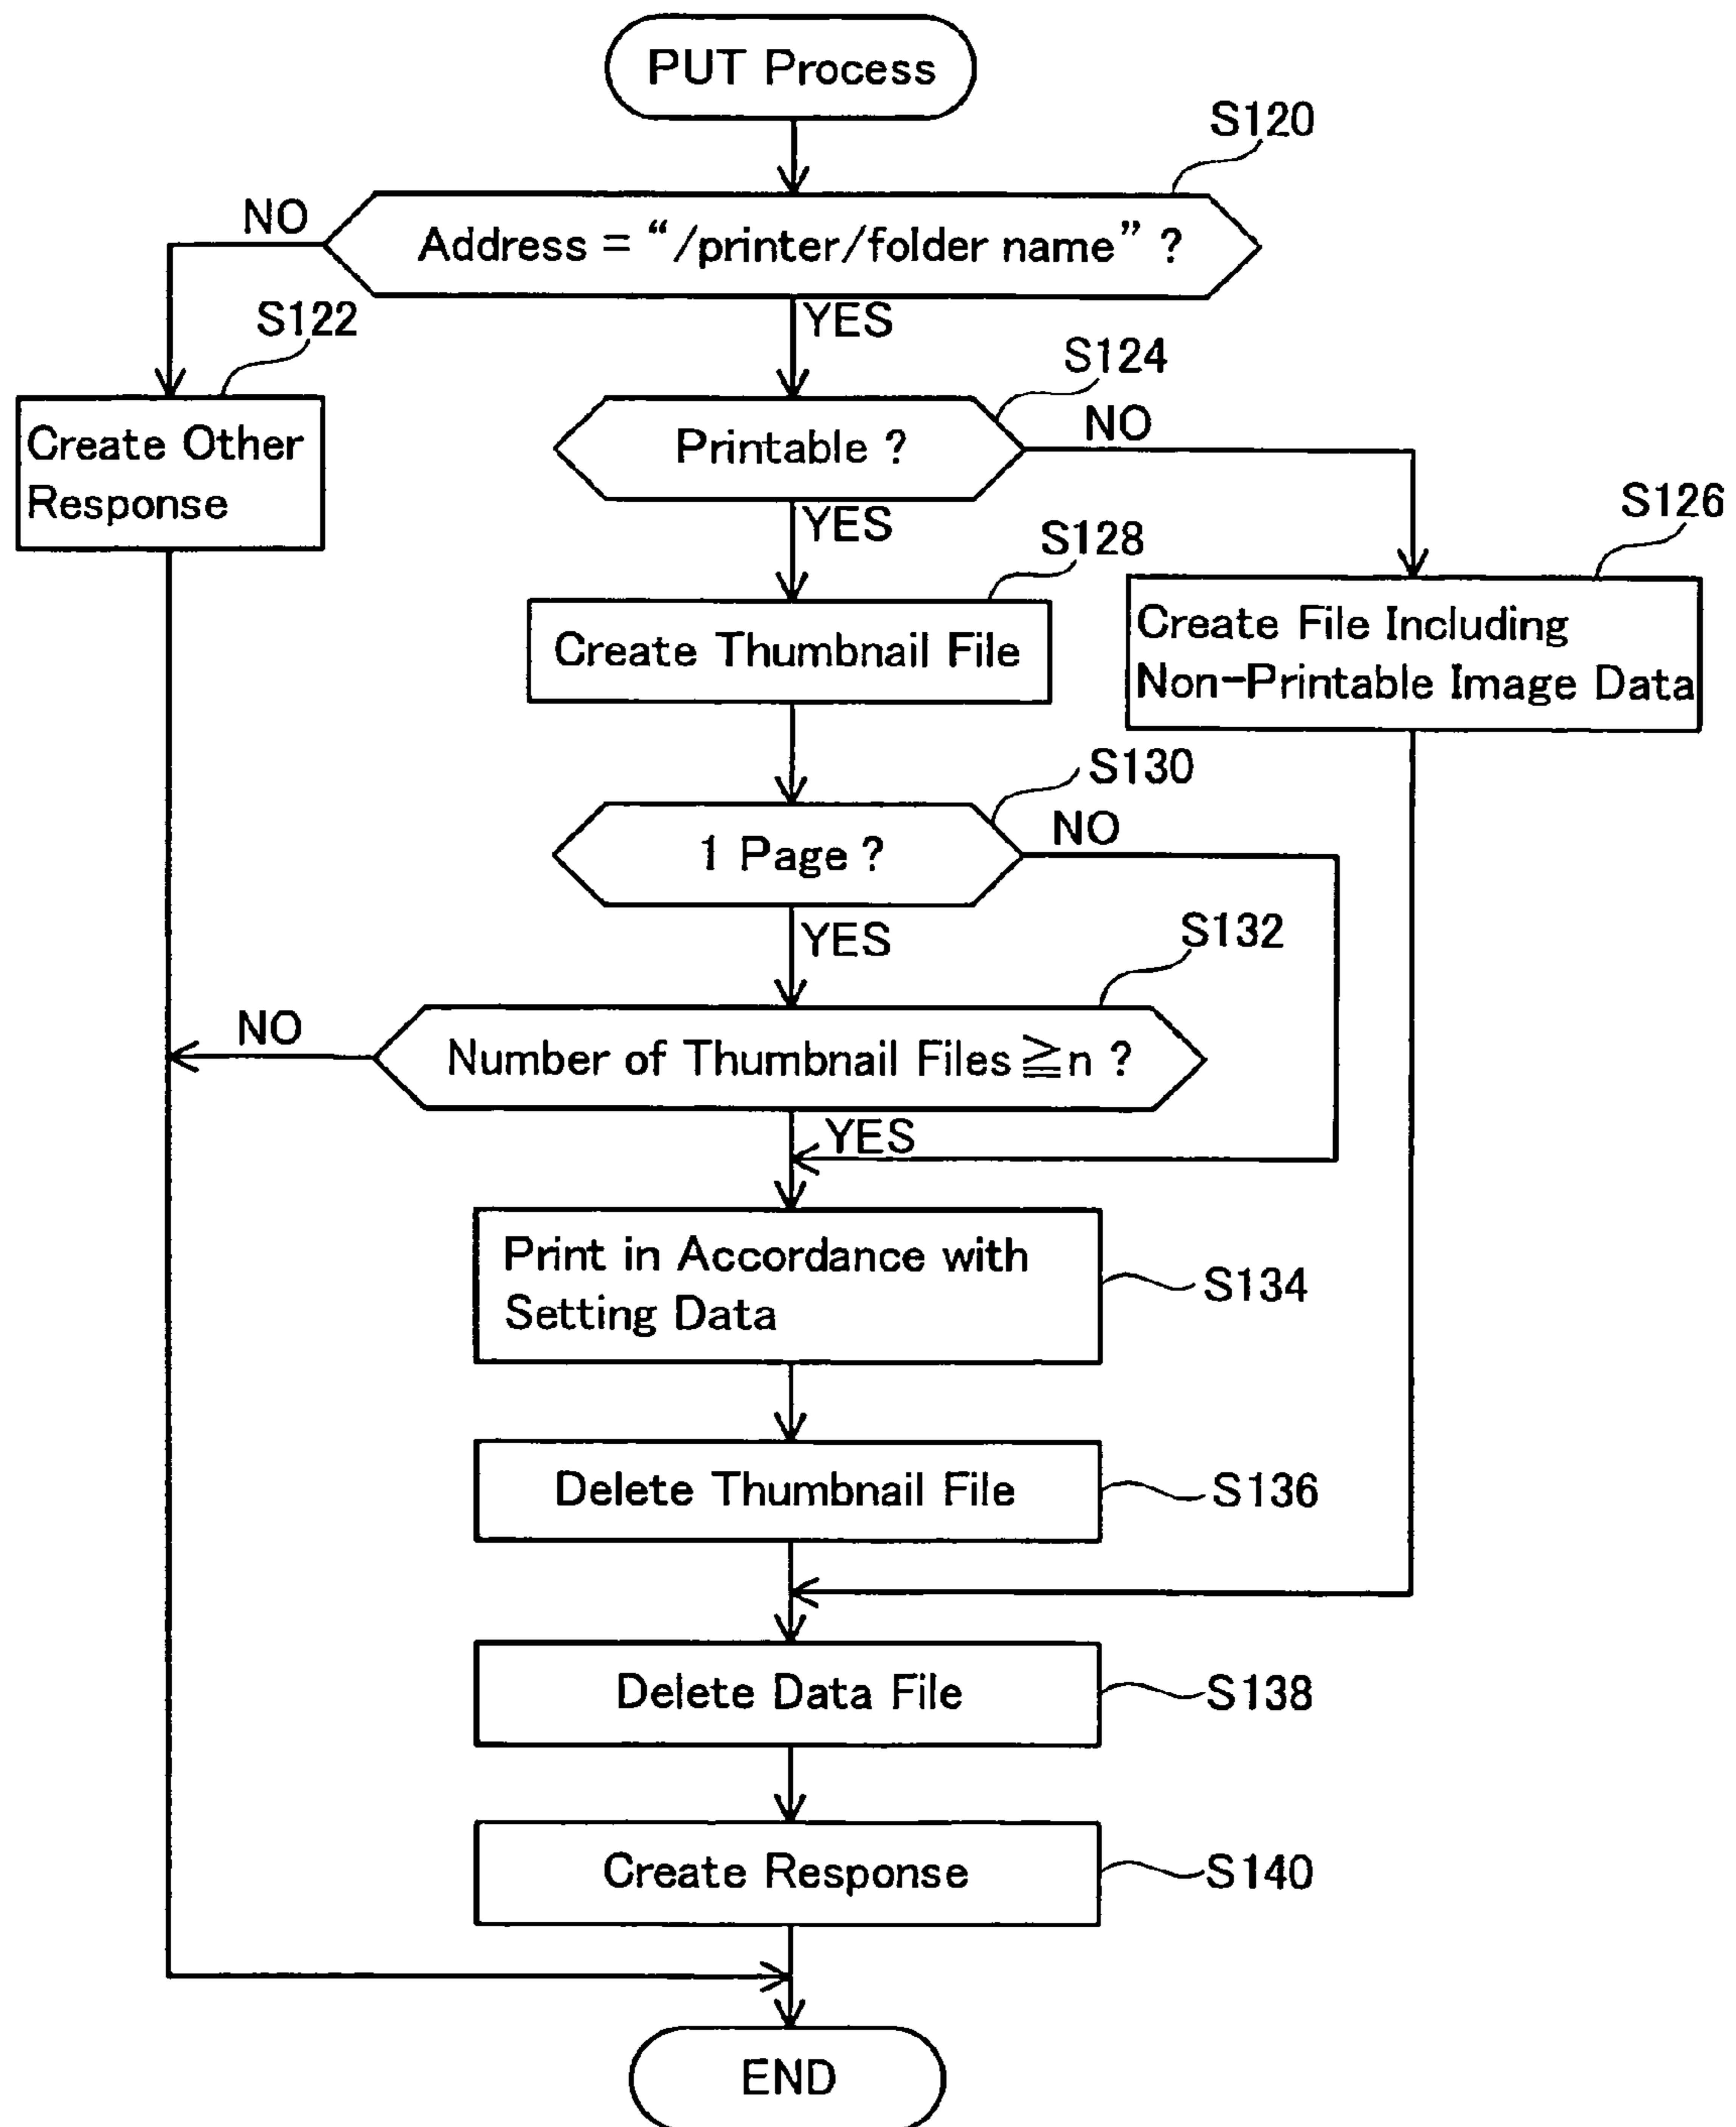 PUT Process
S120
NO
Address = “/printer/folder name” ?
YES
S122
Create Other
Response
S124
Printable ?
NO
YES
S126
Create File Including
Non-Printable Image Data
S128
Create Thumbnail File
S130
1 Page ?
NO
YES
S132
NO
Number of Thumbnail Files ≧ n ?
YES
Print in Accordance with
Setting Data
S134
Delete Thumbnail File
S136
Delete Data File
S138
Create Response
S140
END